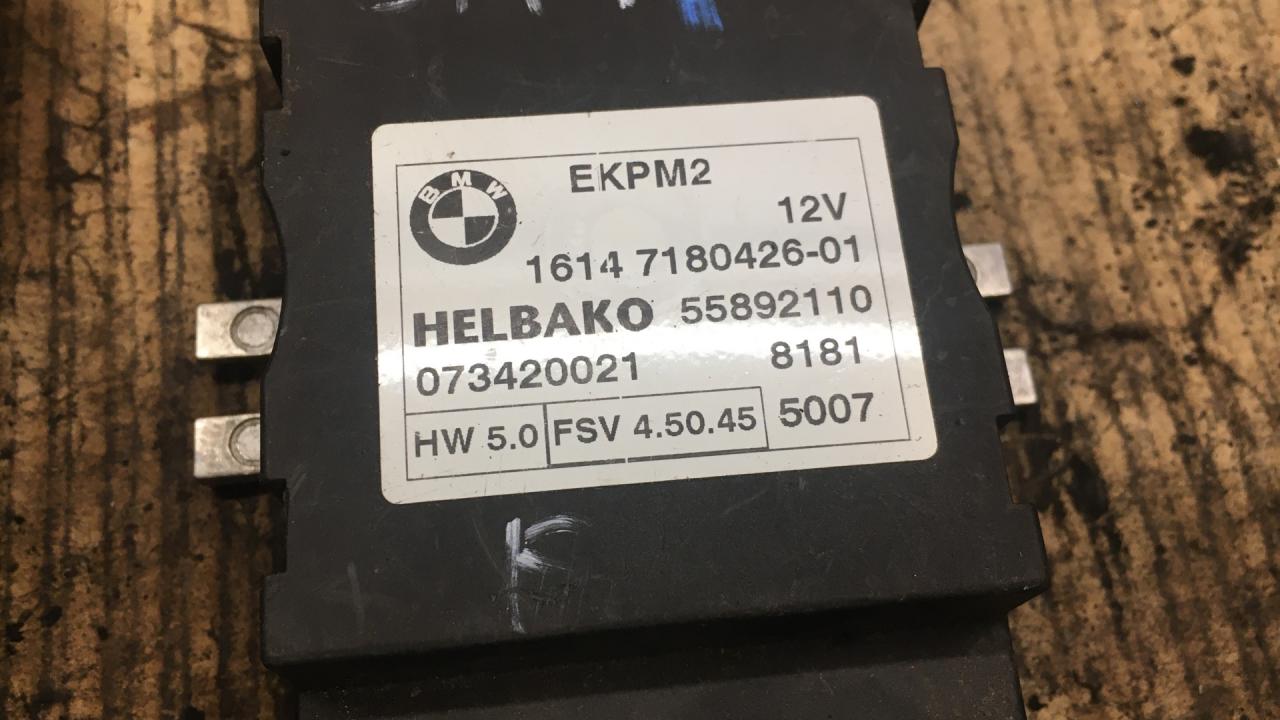 BMW
EKPM2
12V
1614 7180426-01
HELBAKO 55892110
073420021 8181
HW 5.0 FSV 4.50.45 5007
K